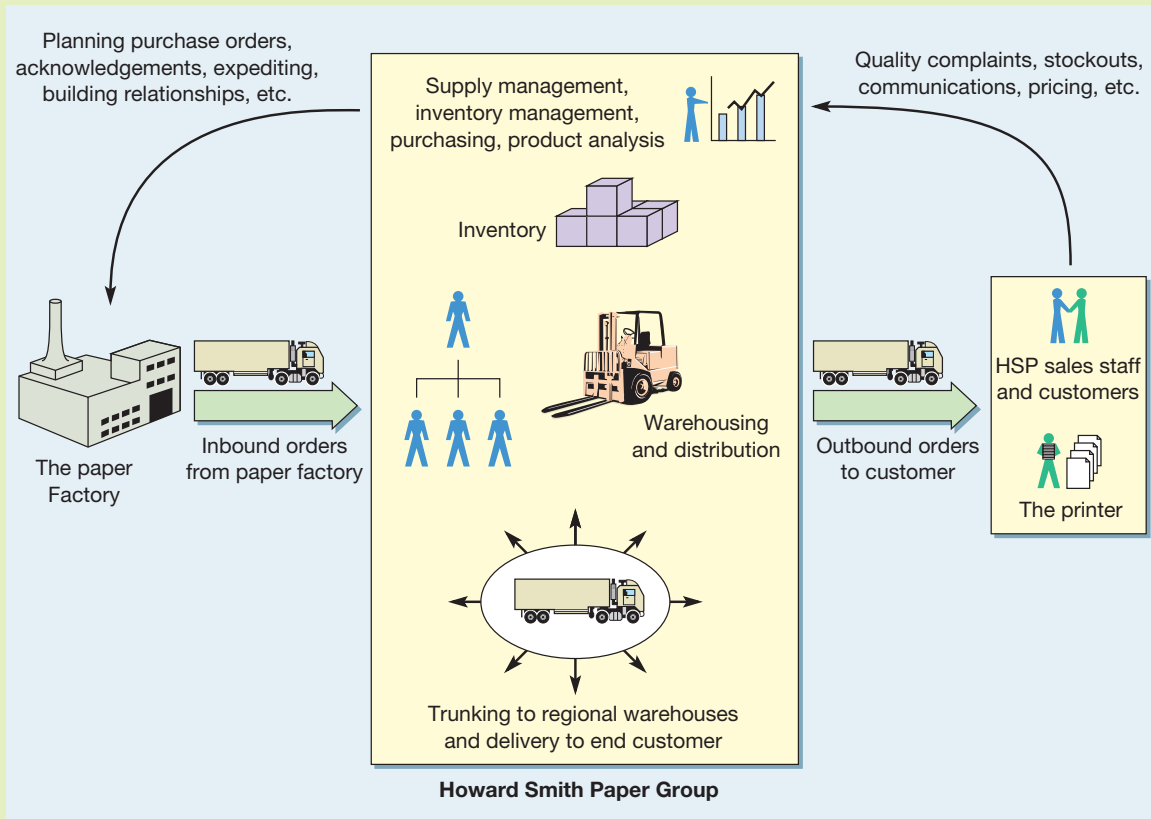 Planning purchase orders,
acknowledgements, expediting,
building relationships, etc.
Supply management,
inventory management,
purchasing, product analysis
Quality complaints, stockouts,
communications, pricing, etc.
Inventory
The paper
Factory
Inbound orders
from paper factory
Warehousing
and distribution
Outbound orders
to customer
HSP sales staff
and customers
The printer
Trunking to regional warehouses
and delivery to end customer
Howard Smith Paper Group